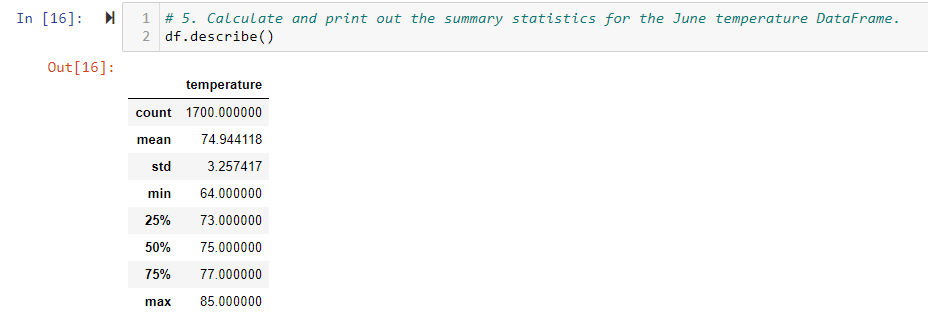 In [16]:
1 # 5. Calculate and print out the summary statistics for the June temperature DataFrame.
2 df.describe()
Out[16]:
temperature
count 1700.000000
mean 74.944118
std 3.257417
min 64.000000
25% 73.000000
50% 75.000000
75% 77.000000
max 85.000000